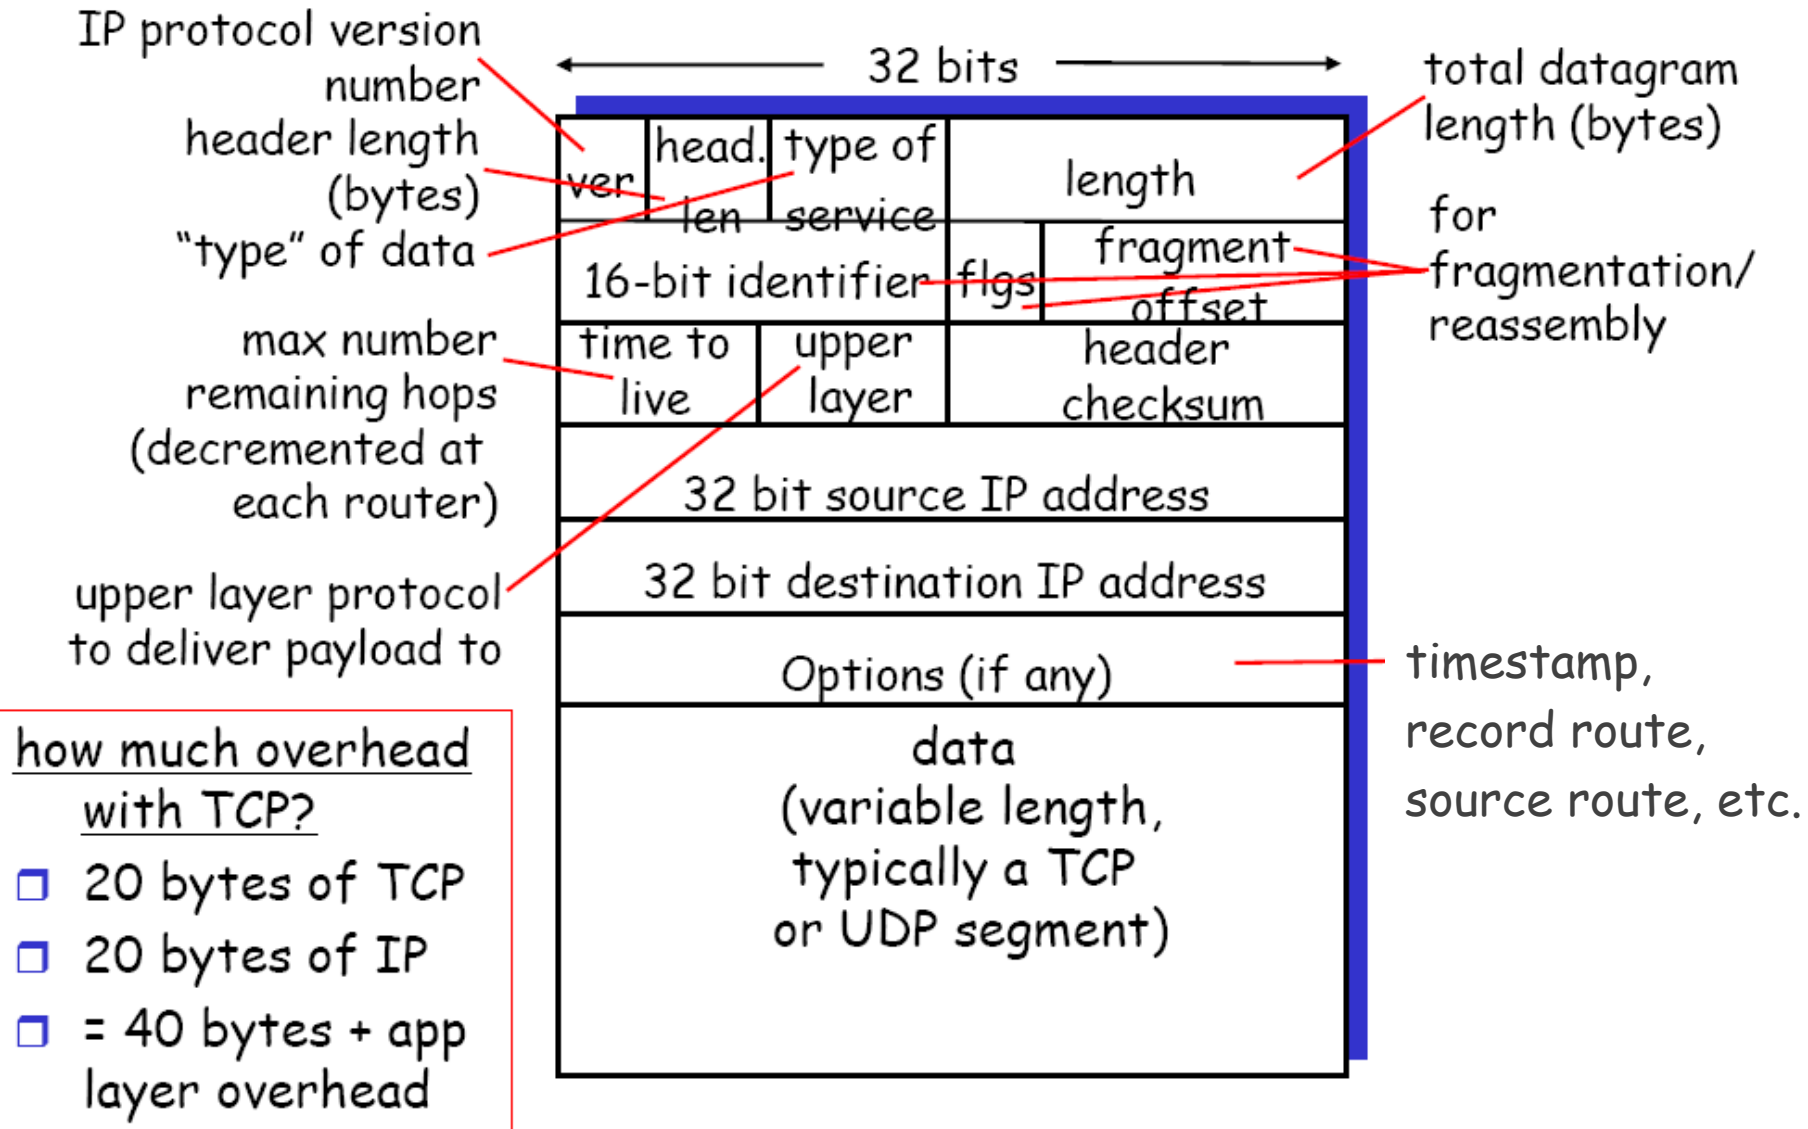 IP protocol version
number
header length
(bytes)
"type" of data
max number
remaining hops
(decremented at
each router)
upper layer protocol
to deliver payload to
how much overhead
with TCP?
20 bytes of TCP
20 bytes of IP
= 40 bytes + app
layer overhead
32 bits
ver
head.
len
type of
service
length
16-bit identifier
flgs
fragment
offset
time to
live
upper
layer
header
checksum
32 bit source IP address
32 bit destination IP address
Options (if any)
data
(variable length,
typically a TCP
or UDP segment)
total datagram
length (bytes)
for
fragmentation/
reassembly
timestamp,
record route,
source route, etc.